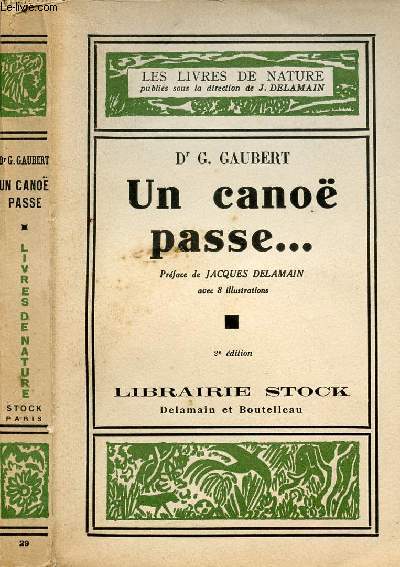 Le-livre.com
Dr G. GAUBERT
UN CANOË
PASSE
LIVRES DE NATURE
STOCK
PARIS
29
LES LIVRES DE NATURE
publiés sous la direction de J. DELAMAIN
Dr G. GAUBERT
Un canoë
passe...
Préface de JACQUES DELAMAIN
avec 8 illustrations
2e édition
LIBRAIRIE STOCK
Delamain et Boutelleau